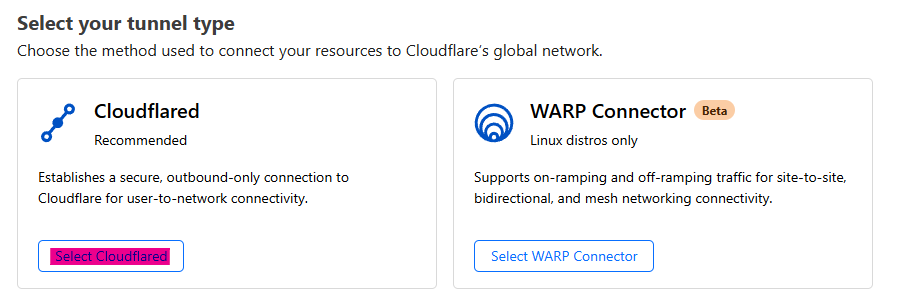 Select your tunnel type
Choose the method used to connect your resources to Cloudflare's global network.
Cloudflared
Recommended
Establishes a secure, outbound-only connection to
Cloudflare for user-to-network connectivity.
Select Cloudflared
WARP Connector Beta
Linux distros only
Supports on-ramping and off-ramping traffic for site-to-site,
bidirectional, and mesh networking connectivity.
Select WARP Connector